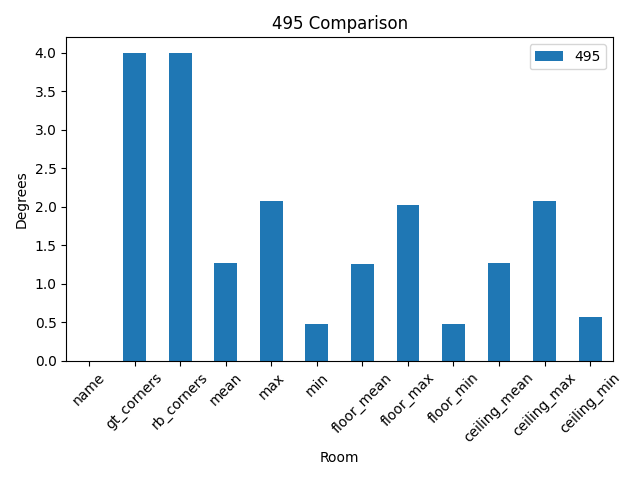 495 Comparison
495
Degrees
4.0
3.5
3.0
2.5
2.0
1.5
1.0
0.5
0.0
name
gt_corners
rb_corners
mean
max
min
floor_mean
floor_max
floor_min
ceiling_mean
ceiling_max
ceiling_min
Room